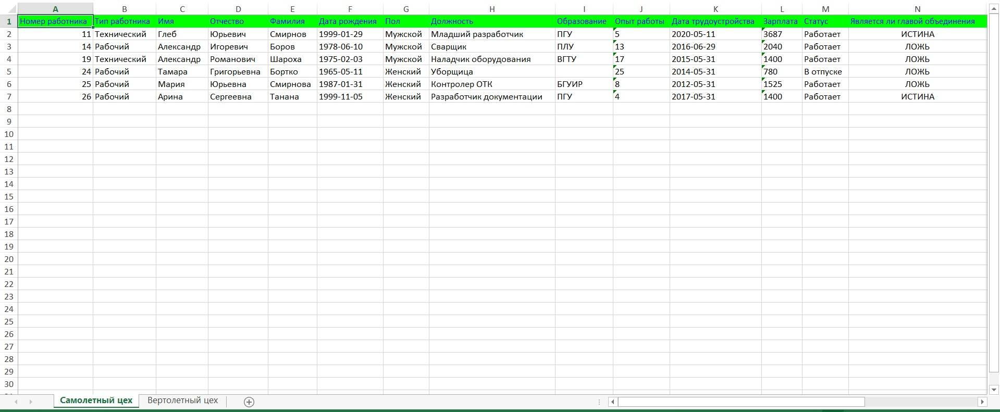 A B C D E F G H I J K L M N
1 Номер работника Тип работника Имя Отчество Фамилия Дата рождения Пол Должность Образование Опыт работы Дата трудоустройства Зарплата Статус Является ли главой объединения
2 11 Технический Глеб Юрьевич Смирнов 1999-01-29 Мужской Младший разработчик ПГУ 5 2020-05-11 3687 Работает ИСТИНА
3 14 Рабочий Александр Игоревич Боров 1978-06-10 Мужской Сварщик ПЛУ 13 2016-06-29 2040 Работает ЛОЖЬ
4 19 Технический Александр Романович Шароха 1975-02-03 Мужской Наладчик оборудования ВГТУ 17 2015-05-31 1400 Работает ЛОЖЬ
5 24 Рабочий Тамара Григорьевна Бортко 1965-05-11 Женский Уборщица 25 2014-05-31 780 В отпуске ЛОЖЬ
6 25 Рабочий Мария Юрьевна Смирнова 1987-01-31 Женский Контролер ОТК БГУИР 8 2012-05-31 1525 Работает ЛОЖЬ
7 26 Рабочий Арина Сергеевна Танана 1999-11-05 Женский Разработчик документации ПГУ 4 2017-05-31 1400 Работает ИСТИНА
8
9
10
11
12
13
14
15
16
17
18
19
20
21
22
23
24
25
26
27
28
29
30
Самолетный цех Вертолетный цех